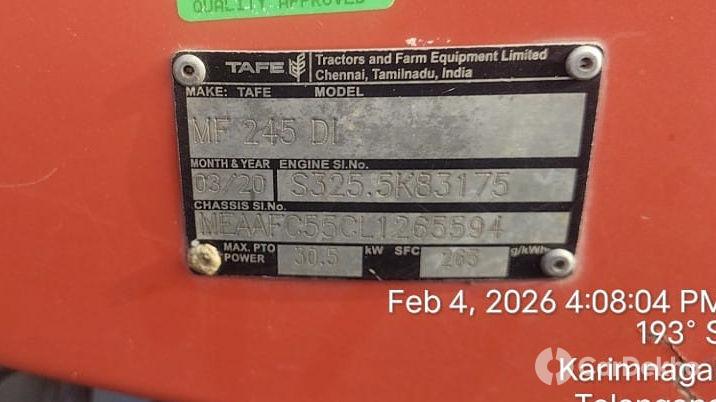 QUALITY APPROVED
TAFE Tractors and Farm Equipment Limited
Chennai, Tamilnadu, India
MAKE: TAFE MODEL
MF 245 DI
MONTH & YEAR ENGINE Sl.No.
03/20 S325.5K83175
CHASSIS Sl.No.
MEAAFC55CL1265594
MAX. PTO POWER 30.5 kW SFC 265 g/kWh
Feb 4, 2026 4:08:04 PM
193° S
CarDekho
Karimnaga
Telangana